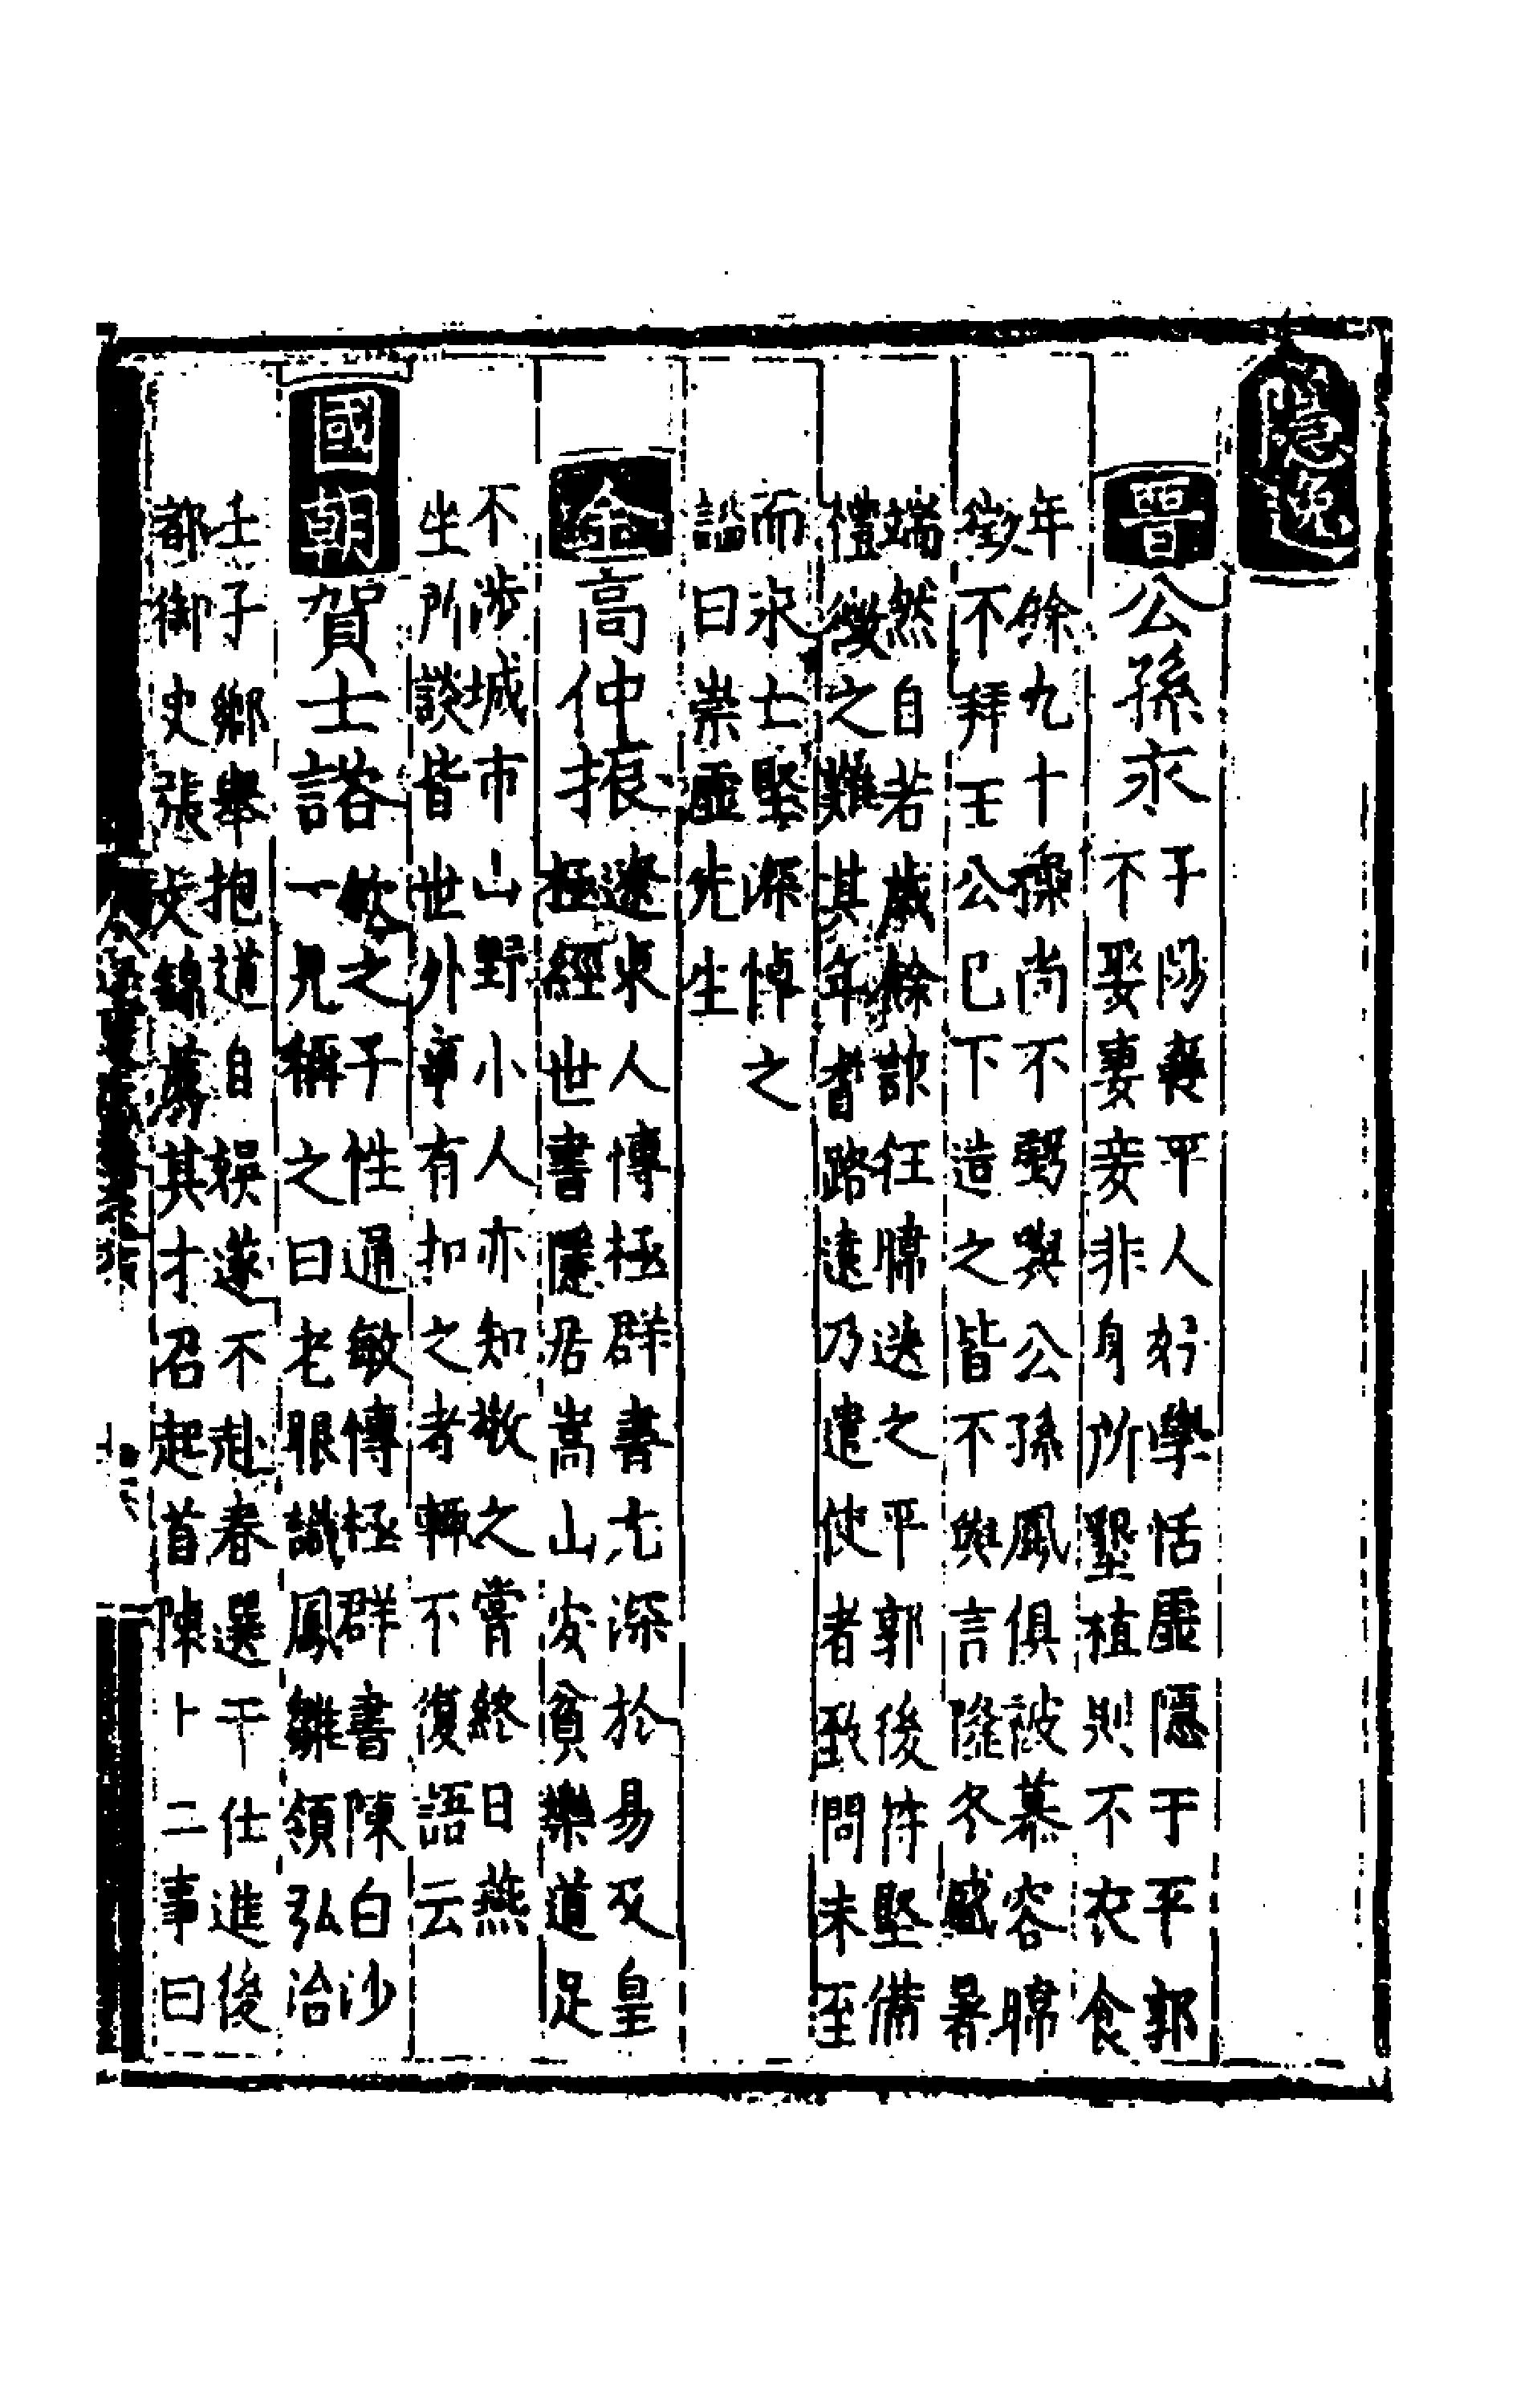 隱逸
晉公孫永子陽襄平人好學恬虛隱于平郭
不娶妻妾非身所墾植則不衣食
年餘九十操尚不虧與公孫鳳俱被慕容暐
徵不拜王公已下造之皆不與言隆冬盛暑
端然自若歲餘詐狂暐送之平郭後苻堅備
禮徵之難其年耆路遠乃遣使者致問未至
而永亡堅深悼之
諡曰崇虛先生
金高仲振遼東人博極群書尤深於易及皇
極經世書隱居嵩山安貧樂道足
不涉城市山野小人亦知敬之嘗終日燕
坐所談皆世外事有扣之者輒不復語云
國朝賀士諮欽之子性通敏博極群書陳白沙
一見稱之曰老眼識鳳雛領弘治
壬子鄉舉抱道自娛遂不赴春選干仕進後
都御史張文錦薦其才召起首陳十二事曰